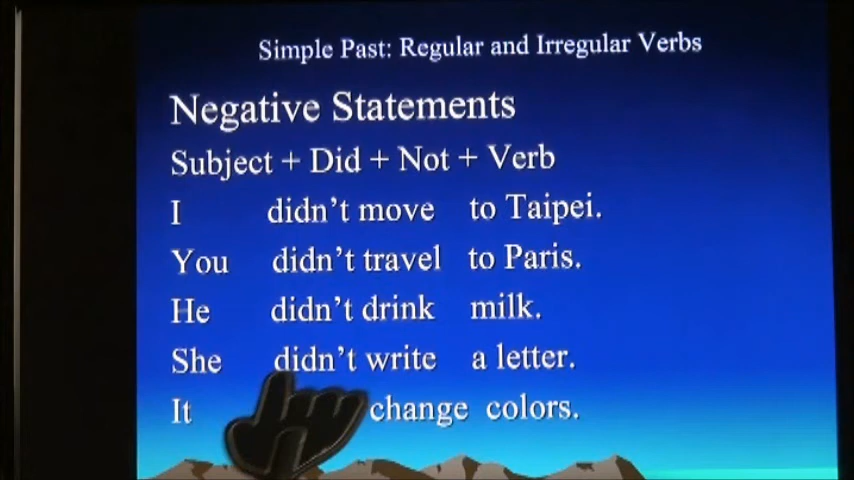 Simple Past: Regular and Irregular Verbs
Negative Statements
Subject + Did + Not + Verb
I didn't move to Taipei.
You didn't travel to Paris.
He didn't drink milk.
She didn't write a letter.
It change colors.